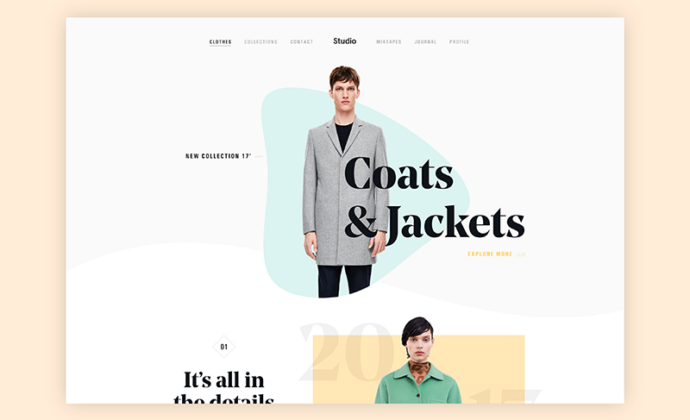 CLOTHES COLLECTIONS CONTACT Studio MIXTAPES JOURNAL PROFILE
NEW COLLECTION 17'
Coats
& Jackets
EXPLORE MORE
20
01
It's all in
the details
17